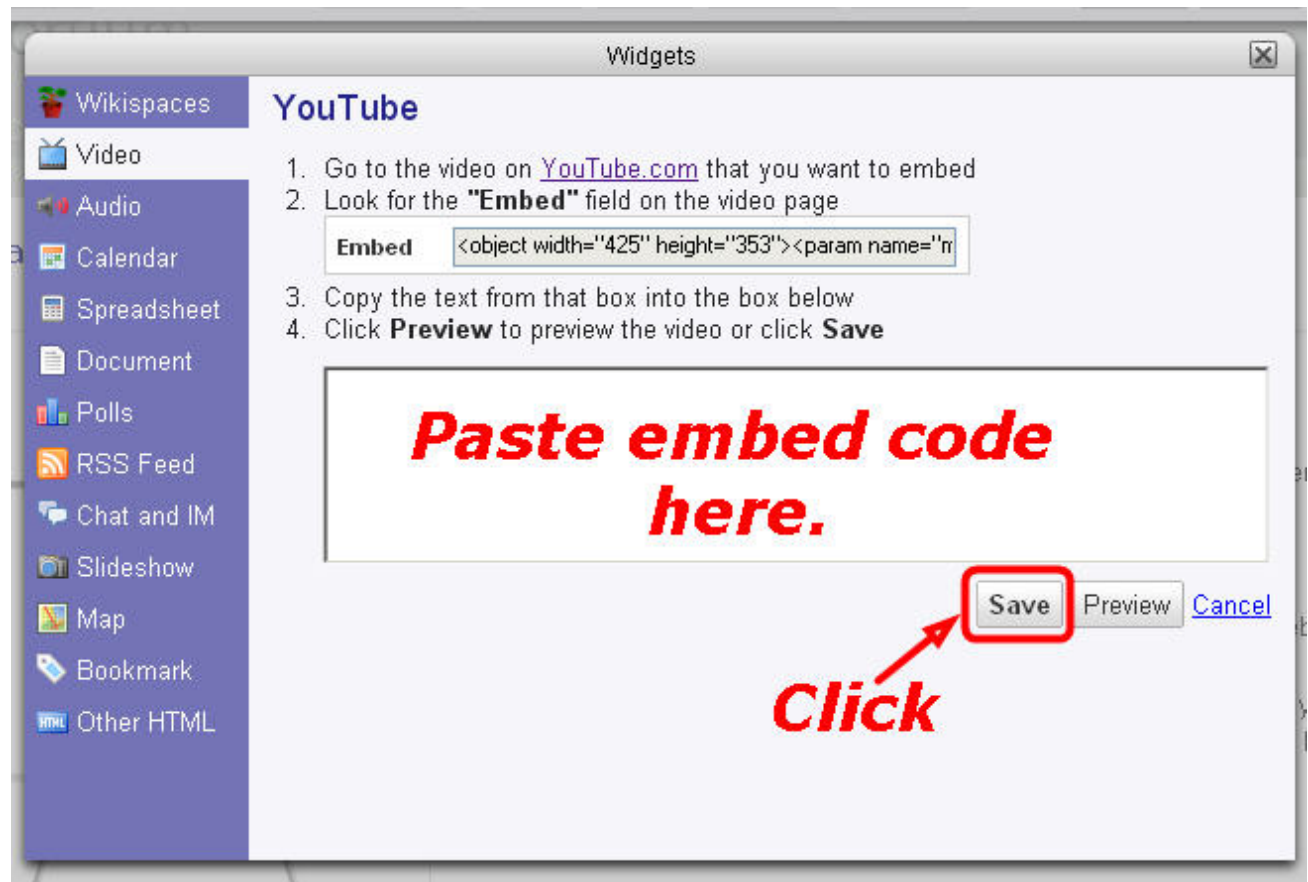 Widgets
Wikispaces
Video
Audio
Calendar
Spreadsheet
Document
Polls
RSS Feed
Chat and IM
Slideshow
Map
Bookmark
Other HTML
YouTube
1. Go to the video on YouTube.com that you want to embed
2. Look for the "Embed" field on the video page
Embed <object width="425" height="353"><param name="m
3. Copy the text from that box into the box below
4. Click Preview to preview the video or click Save
Paste embed code
here.
Save Preview Cancel
Click